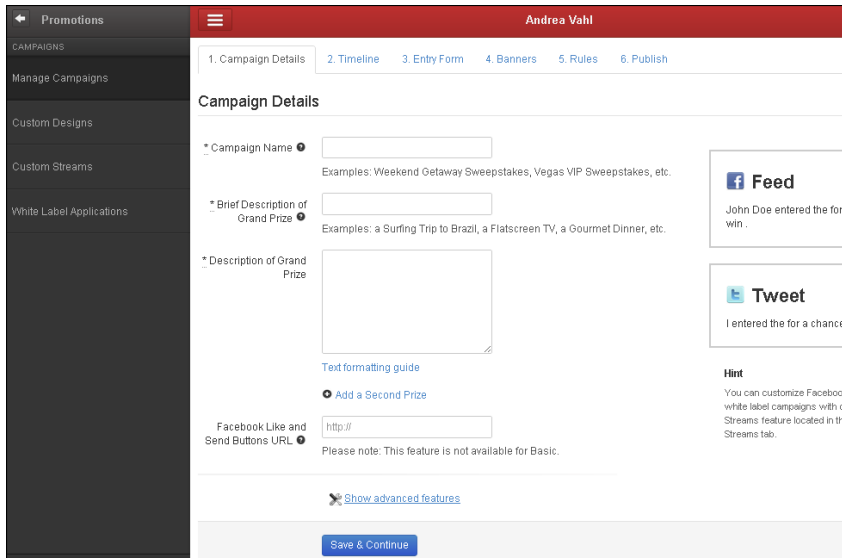 Promotions
Andrea Vahl
CAMPAIGNS
Manage Campaigns
Custom Designs
Custom Streams
White Label Applications
1. Campaign Details
2. Timeline
3. Entry Form
4. Banners
5. Rules
6. Publish
Campaign Details
* Campaign Name
Examples: Weekend Getaway Sweepstakes, Vegas VIP Sweepstakes, etc.
* Brief Description of
Grand Prize
Examples: a Surfing Trip to Brazil, a Flatscreen TV, a Gourmet Dinner, etc.
* Description of Grand
Prize
Text formatting guide
Add a Second Prize
Facebook Like and
Send Buttons URL
http://
Please note: This feature is not available for Basic.
Show advanced features
Save & Continue
Feed
John Doe entered the for
win .
Tweet
I entered the for a chance
Hint
You can customize Faceboo
white label campaigns with
Streams feature located in th
Streams tab.